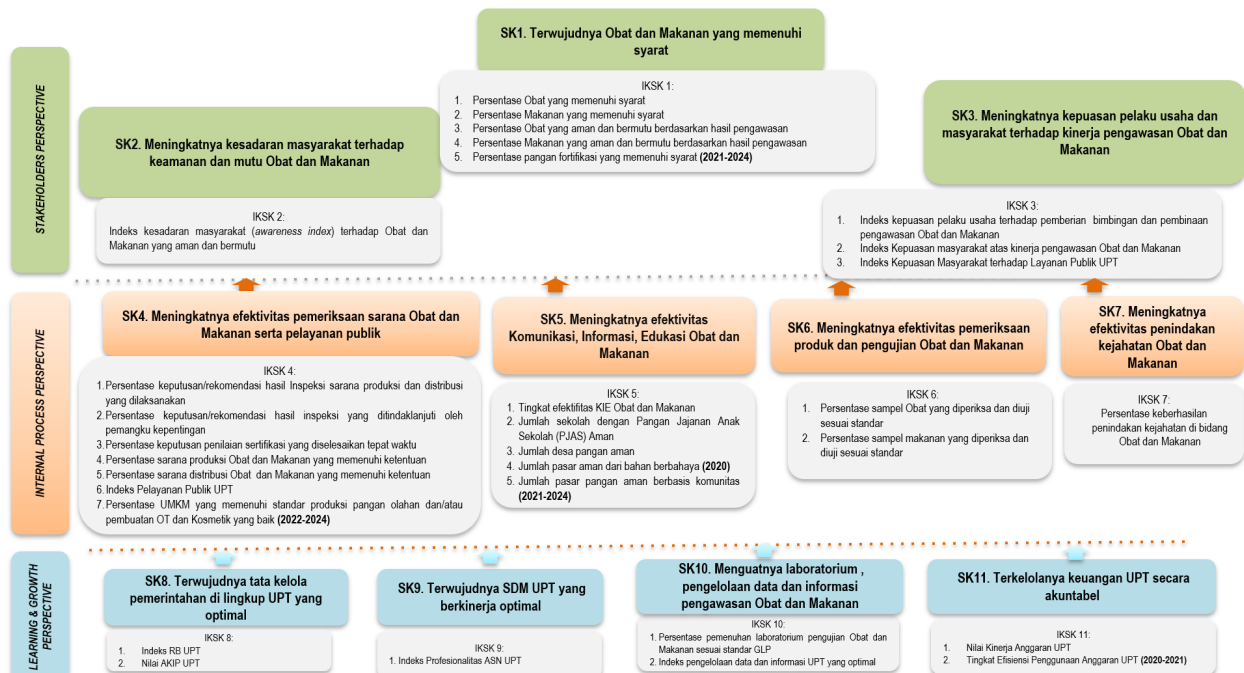 STAKEHOLDERS PERSPECTIVE
SK1. Terwujudnya Obat dan Makanan yang memenuhi
syarat
IKSK 1:
1. Persentase Obat yang memenuhi syarat
2. Persentase Makanan yang memenuhi syarat
3. Persentase Obat yang aman dan bermutu berdasarkan hasil pengawasan
4. Persentase Makanan yang aman dan bermutu berdasarkan hasil pengawasan
5. Persentase pangan fortifikasi yang memenuhi syarat (2021-2024)
SK2. Meningkatnya kesadaran masyarakat terhadap
keamanan dan mutu Obat dan Makanan
IKSK 2:
Indeks kesadaran masyarakat (awareness index) terhadap Obat dan
Makanan yang aman dan bermutu
SK3. Meningkatnya kepuasan pelaku usaha dan
masyarakat terhadap kinerja pengawasan Obat dan
Makanan
IKSK 3:
1. Indeks kepuasan pelaku usaha terhadap pemberian bimbingan dan pembinaan
pengawasan Obat dan Makanan
2. Indeks Kepuasan masyarakat atas kinerja pengawasan Obat dan Makanan
3. Indeks Kepuasan Masyarakat terhadap Layanan Publik UPT
INTERNAL PROCESS PERSPECTIVE
SK4. Meningkatnya efektivitas pemeriksaan sarana Obat dan
Makanan serta pelayanan publik
IKSK 4:
1. Persentase keputusan/rekomendasi hasil Inspeksi sarana produksi dan distribusi
yang dilaksanakan
2. Persentase keputusan/rekomendasi hasil inspeksi yang ditindaklanjuti oleh
pemangku kepentingan
3. Persentase keputusan penilaian sertifikasi yang diselesaikan tepat waktu
4. Persentase sarana produksi Obat dan Makanan yang memenuhi ketentuan
5. Persentase sarana distribusi Obat dan Makanan yang memenuhi ketentuan
6. Indeks Pelayanan Publik UPT
7. Persentase UMKM yang memenuhi standar produksi pangan olahan dan/atau
pembuatan OT dan Kosmetik yang baik (2022-2024)
SK5. Meningkatnya efektivitas
Komunikasi, Informasi, Edukasi Obat dan
Makanan
IKSK 5:
1. Tingkat efektifitas KIE Obat dan Makanan
2. Jumlah sekolah dengan Pangan Jajanan Anak
Sekolah (PJAS) Aman
3. Jumlah desa pangan aman
4. Jumlah pasar aman dari bahan berbahaya (2020)
5. Jumlah pasar pangan aman berbasis komunitas
(2021-2024)
SK6. Meningkatnya efektivitas pemeriksaan
produk dan pengujian Obat dan Makanan
IKSK 6:
1. Persentase sampel Obat yang diperiksa dan diuji
sesuai standar
2. Persentase sampel makanan yang diperiksa dan
diuji sesuai standar
SK7. Meningkatnya
efektivitas penindakan
kejahatan Obat dan
Makanan
IKSK 7:
Persentase keberhasilan
penindakan kejahatan di bidang
Obat dan Makanan
LEARNING & GROWTH
PERSPECTIVE
SK8. Terwujudnya tata kelola
pemerintahan di lingkup UPT yang
optimal
IKSK 8:
1. Indeks RB UPT
2. Nilai AKIP UPT
SK9. Terwujudnya SDM UPT yang
berkinerja optimal
IKSK 9:
1. Indeks Profesionalitas ASN UPT
SK10. Menguatnya laboratorium ,
pengelolaan data dan informasi
pengawasan Obat dan Makanan
IKSK 10:
1. Persentase pemenuhan laboratorium pengujian Obat dan
Makanan sesuai standar GLP
2. Indeks pengelolaan data dan informasi UPT yang optimal
SK11. Terkelolanya keuangan UPT secara
akuntabel
IKSK 11:
1. Nilai Kinerja Anggaran UPT
2. Tingkat Efisiensi Penggunaan Anggaran UPT (2020-2021)